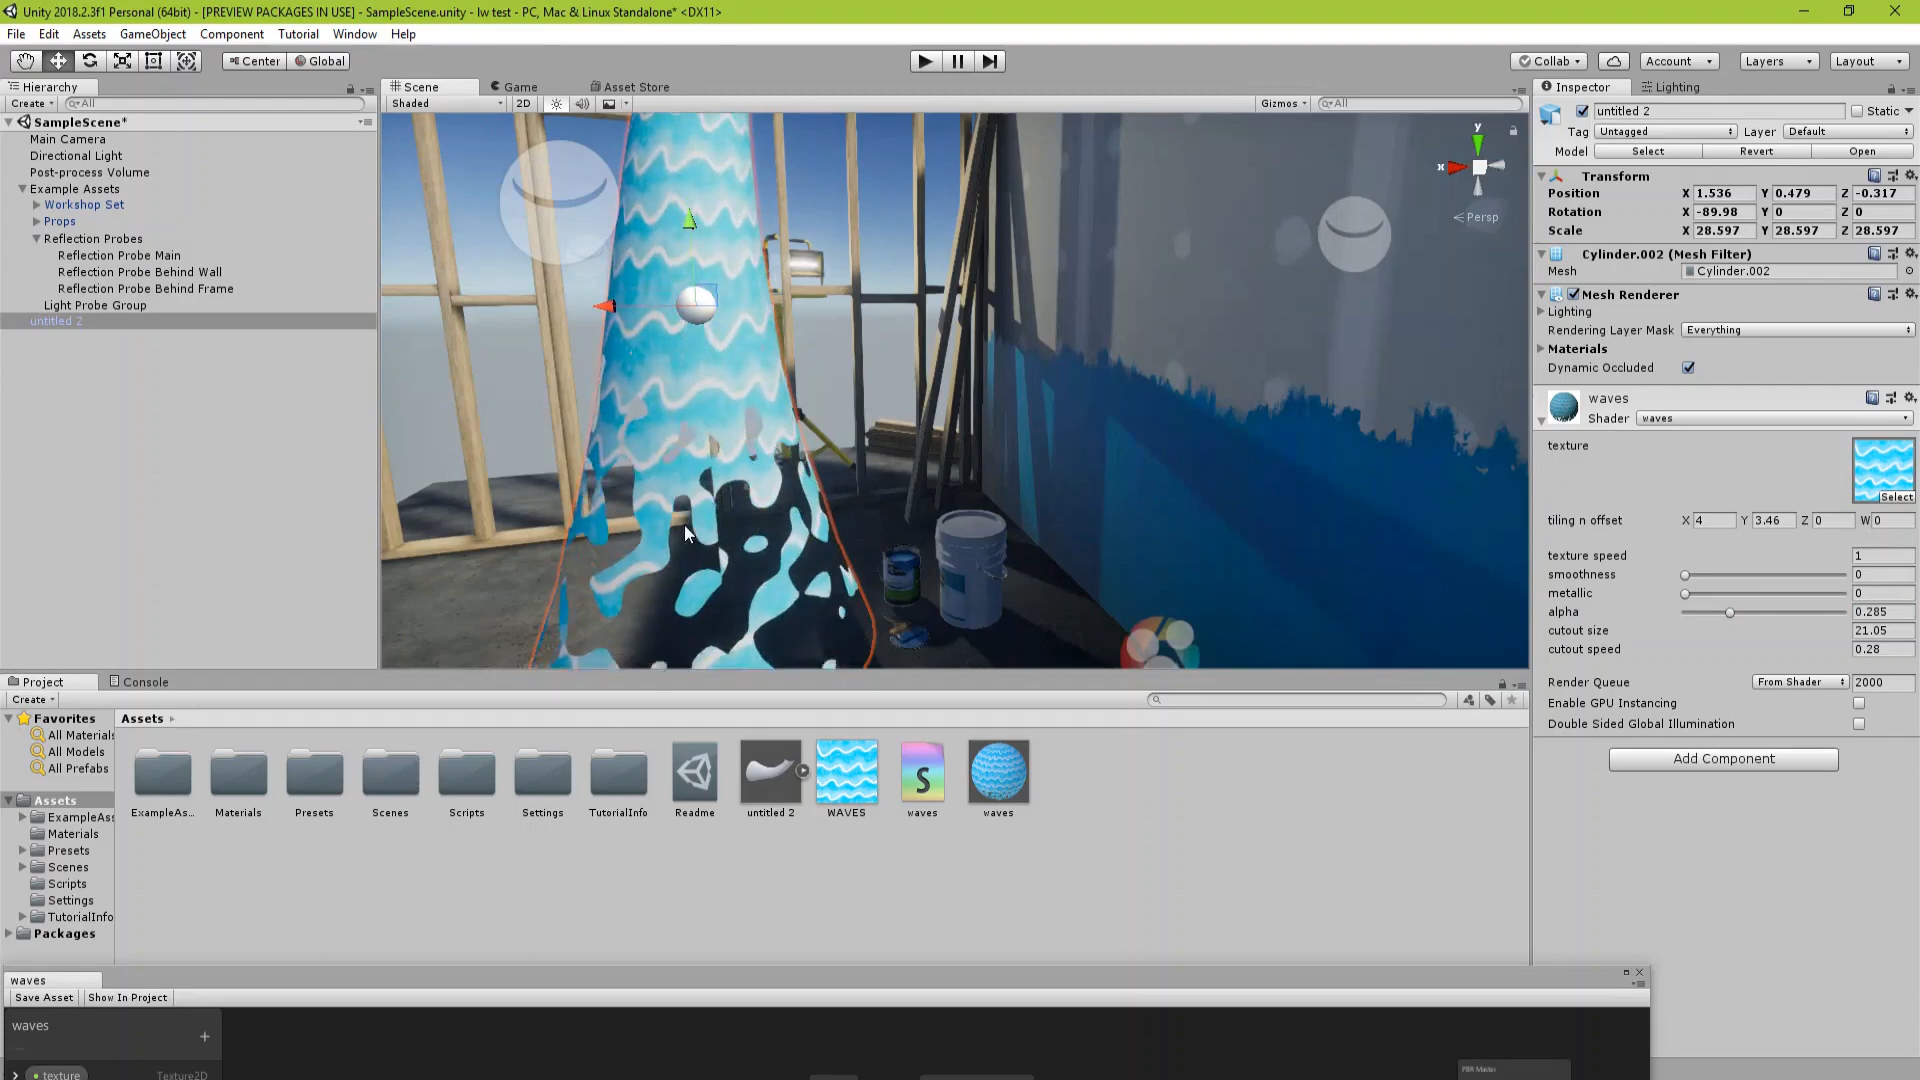 Unity 2018.2.3f1 Personal (64bit) - [PREVIEW PACKAGES IN USE] - SampleScene.unity - lw test - PC, Mac & Linux Standalone* <DX11>
File Edit Assets GameObject Component Tutorial Window Help
Center Global Collab Account Layers Layout
Hierarchy
Create All
SampleScene*
Main Camera
Directional Light
Post-process Volume
Example Assets
Workshop Set
Props
Reflection Probes
Reflection Probe Main
Reflection Probe Behind Wall
Reflection Probe Behind Frame
Light Probe Group
untitled 2
Scene Game Asset Store
Shaded 2D Gizmos All
y
x
Persp
Inspector Lighting
untitled 2 Static
Tag Untagged Layer Default
Model Select Revert Open
Transform
Position X 1.536 Y 0.479 Z -0.317
Rotation X -89.98 Y 0 Z 0
Scale X 28.597 Y 28.597 Z 28.597
Cylinder.002 (Mesh Filter)
Mesh Cylinder.002
Mesh Renderer
Lighting
Rendering Layer Mask Everything
Materials
Dynamic Occluded
waves
Shader waves
texture
Select
tiling n offset X 4 Y 3.46 Z 0 W 0
texture speed 1
smoothness 0
metallic 0
alpha 0.285
cutout size 21.05
cutout speed 0.28
Render Queue From Shader 2000
Enable GPU Instancing
Double Sided Global Illumination
Add Component
Project Console
Create
Favorites
All Materials
All Models
All Prefabs
Assets
ExampleAss
Materials
Presets
Scenes
Scripts
Settings
TutorialInfo
Packages
Assets
ExampleAs... Materials Presets Scenes Scripts Settings TutorialInfo Readme untitled 2 WAVES waves waves
waves
Save Asset Show In Project
waves
texture Texture2D
PBR Master